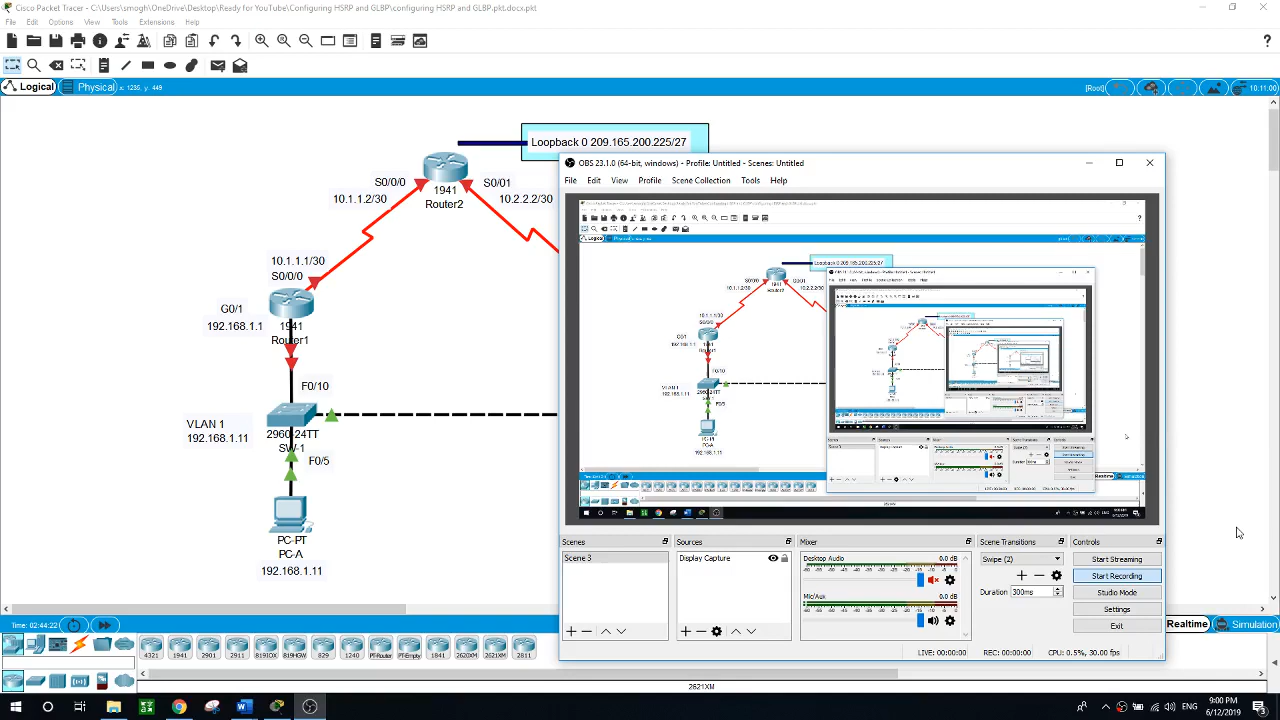 Cisco Packet Tracer - C:\Users\smogh\OneDrive\Desktop\Ready for YouTube\Configuring HSRP and GLBP\configuring HSRP and GLBP.pkt.docx.pkt
File Edit Options View Tools Extensions Help
Logical Physical x: 1235, y: 449 [Root] 10:11:00
Loopback 0 209.165.200.225/27
S0/0/0
10.1.1.2/30
1941
Router2
S0/01
10.2.2.2/30
10.1.1.1/30
S0/0/0
G0/1
192.168.1.1
1941
Router1
F0/10
VLAN 1
192.168.1.11
2960-24TT
SW-1
F0/5
PC-PT
PC-A
192.168.1.11
OBS 23.1.0 (64-bit, windows) - Profile: Untitled - Scenes: Untitled
File Edit View Profile Scene Collection Tools Help
Scenes
Scene 3
Sources
Display Capture
Mixer
Desktop Audio 0.0 dB
Mic/Aux 0.0 dB
Scene Transitions
Swipe (2)
Duration 300ms
Controls
Start Streaming
Start Recording
Studio Mode
Settings
Exit
LIVE: 00:00:00 REC: 00:00:00 CPU: 0.5%, 30.00 fps
Time: 02:44:22
Realtime Simulation
4321 1941 2901 2911 819IOX 819HGW 829 1240 PT-Router PT-Empty 1841 2620XM 2621XM 2811
2621XM
ENG
9:00 PM
6/12/2019
3